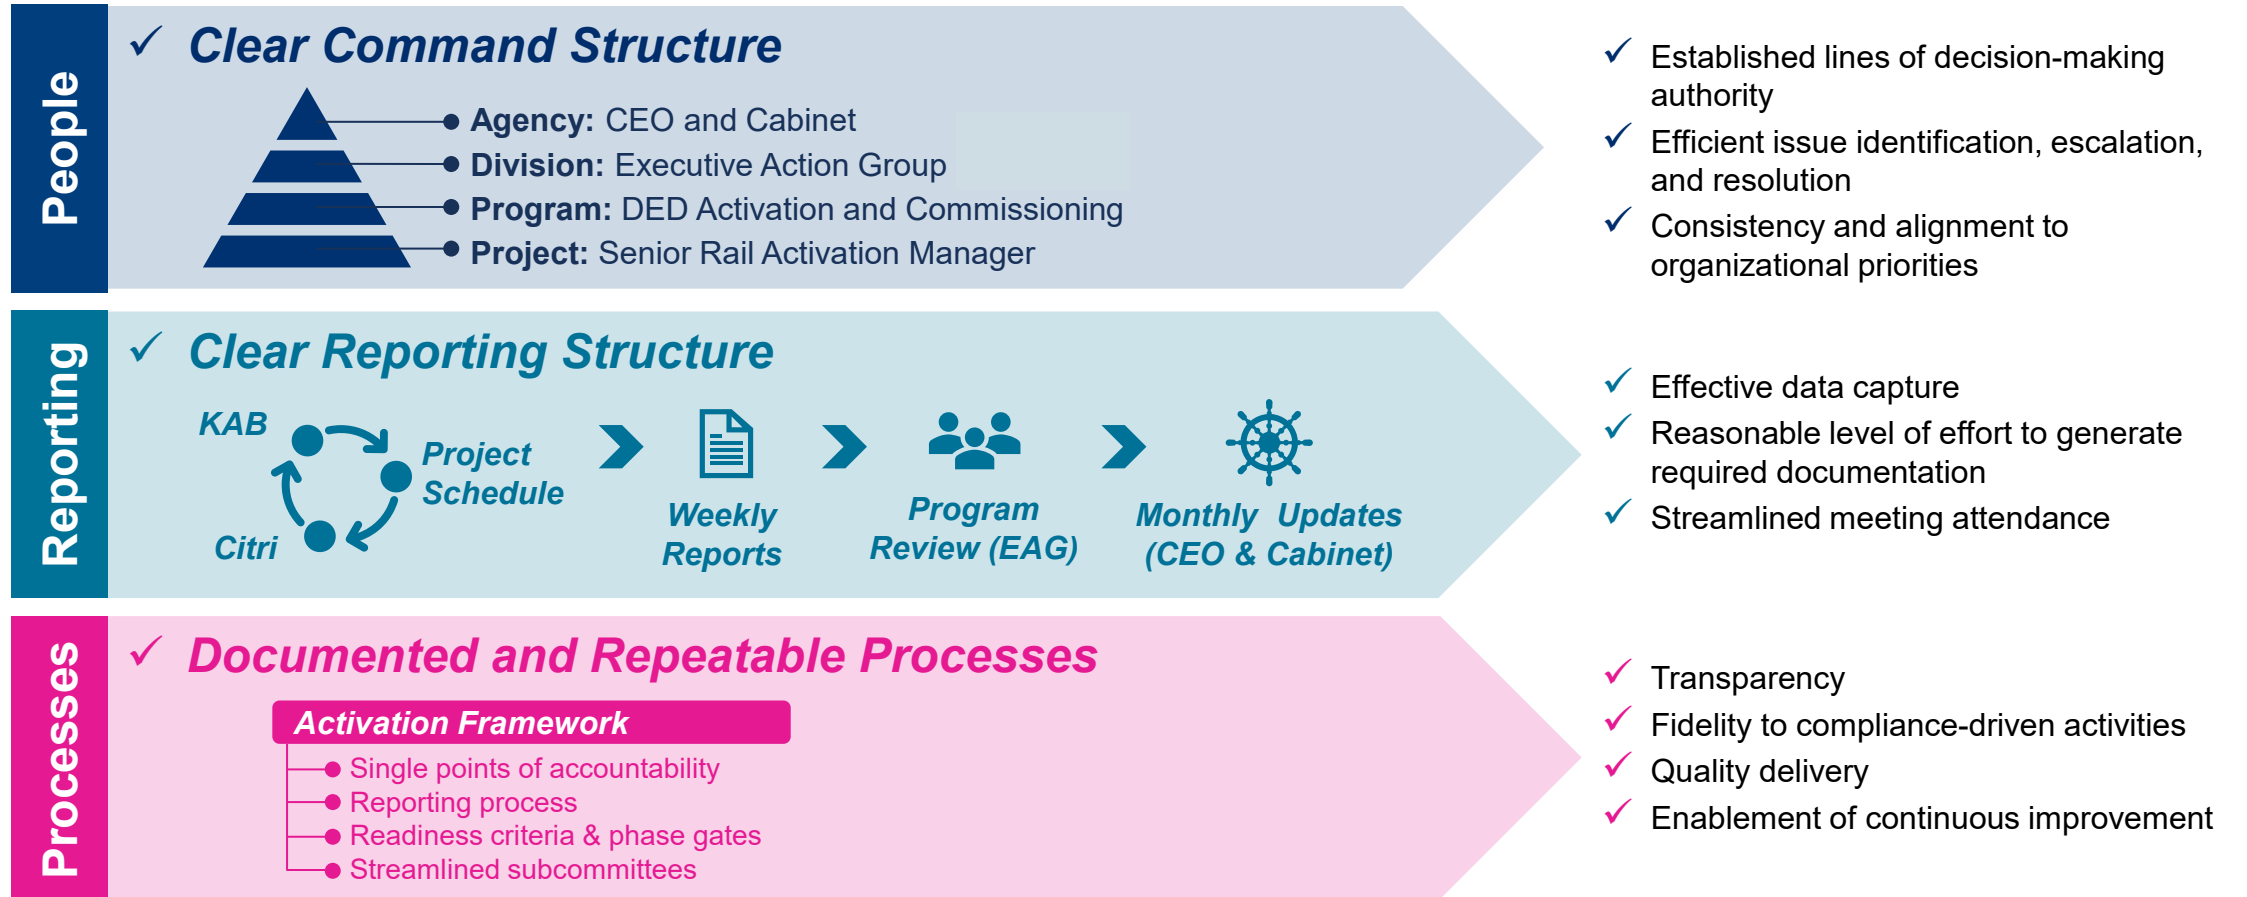 People
✓ Clear Command Structure
Agency: CEO and Cabinet
Division: Executive Action Group
Program: DED Activation and Commissioning
Project: Senior Rail Activation Manager
✓ Established lines of decision-making
authority
✓ Efficient issue identification, escalation,
and resolution
✓ Consistency and alignment to
organizational priorities
Reporting
✓ Clear Reporting Structure
KAB
Project
Schedule
Citri
Weekly
Reports
Program
Review (EAG)
Monthly Updates
(CEO & Cabinet)
✓ Effective data capture
✓ Reasonable level of effort to generate
required documentation
✓ Streamlined meeting attendance
Processes
✓ Documented and Repeatable Processes
Activation Framework
Single points of accountability
Reporting process
Readiness criteria & phase gates
Streamlined subcommittees
✓ Transparency
✓ Fidelity to compliance-driven activities
✓ Quality delivery
✓ Enablement of continuous improvement